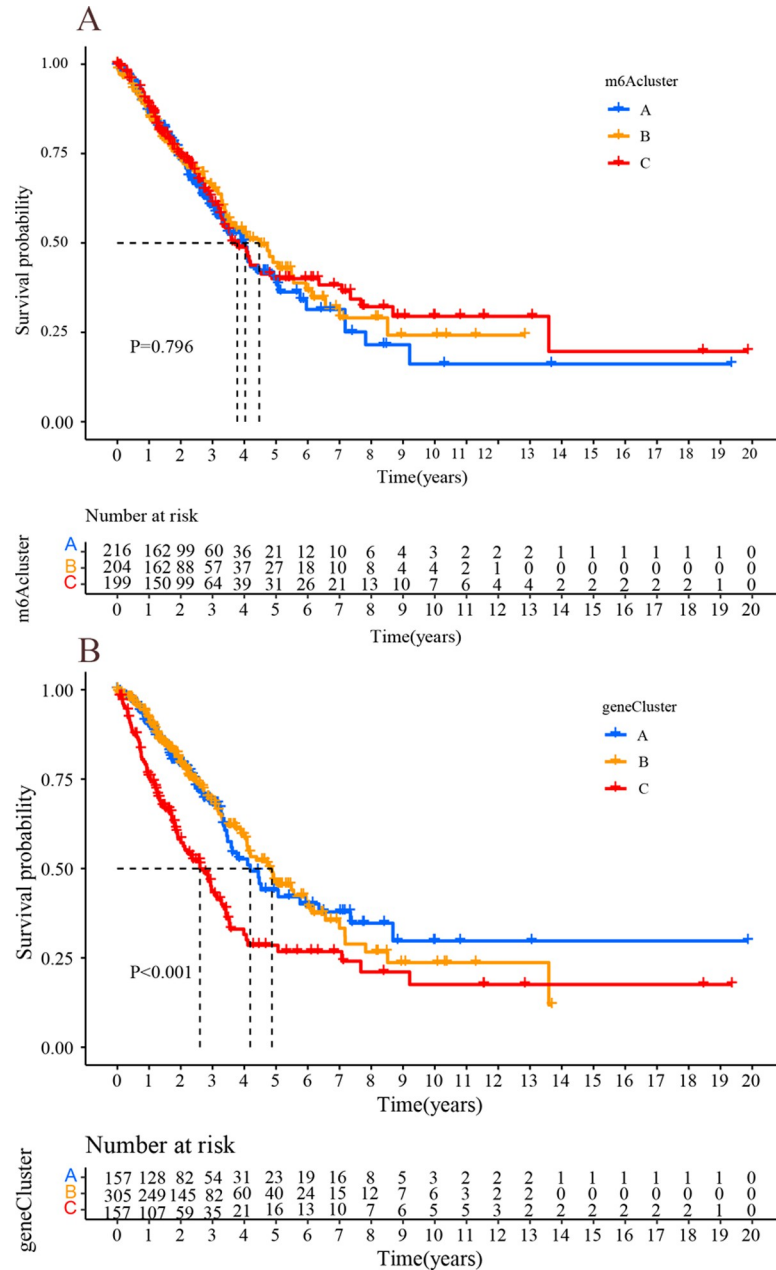 A
m6Acluster
A
B
C
Survival probability
1.00
0.75
0.50
0.25
0.00
P=0.796
0 1 2 3 4 5 6 7 8 9 10 11 12 13 14 15 16 17 18 19 20
Time(years)
Number at risk
m6Acluster
A 216 162 99 60 36 21 12 10 6 4 3 2 2 2 1 1 1 1 1 1 0
B 204 162 88 57 37 27 18 10 8 4 4 2 1 0 0 0 0 0 0 0 0
C 199 150 99 64 39 31 26 21 13 10 7 6 4 4 2 2 2 2 2 1 0
0 1 2 3 4 5 6 7 8 9 10 11 12 13 14 15 16 17 18 19 20
Time(years)
B
geneCluster
A
B
C
Survival probability
1.00
0.75
0.50
0.25
0.00
P<0.001
0 1 2 3 4 5 6 7 8 9 10 11 12 13 14 15 16 17 18 19 20
Time(years)
Number at risk
geneCluster
A 157 128 82 54 31 23 19 16 8 5 3 2 2 2 1 1 1 1 1 1 0
B 305 249 145 82 60 40 24 15 12 7 6 3 2 2 0 0 0 0 0 0 0
C 157 107 59 35 21 16 13 10 7 6 5 5 3 2 2 2 2 2 2 1 0
0 1 2 3 4 5 6 7 8 9 10 11 12 13 14 15 16 17 18 19 20
Time(years)